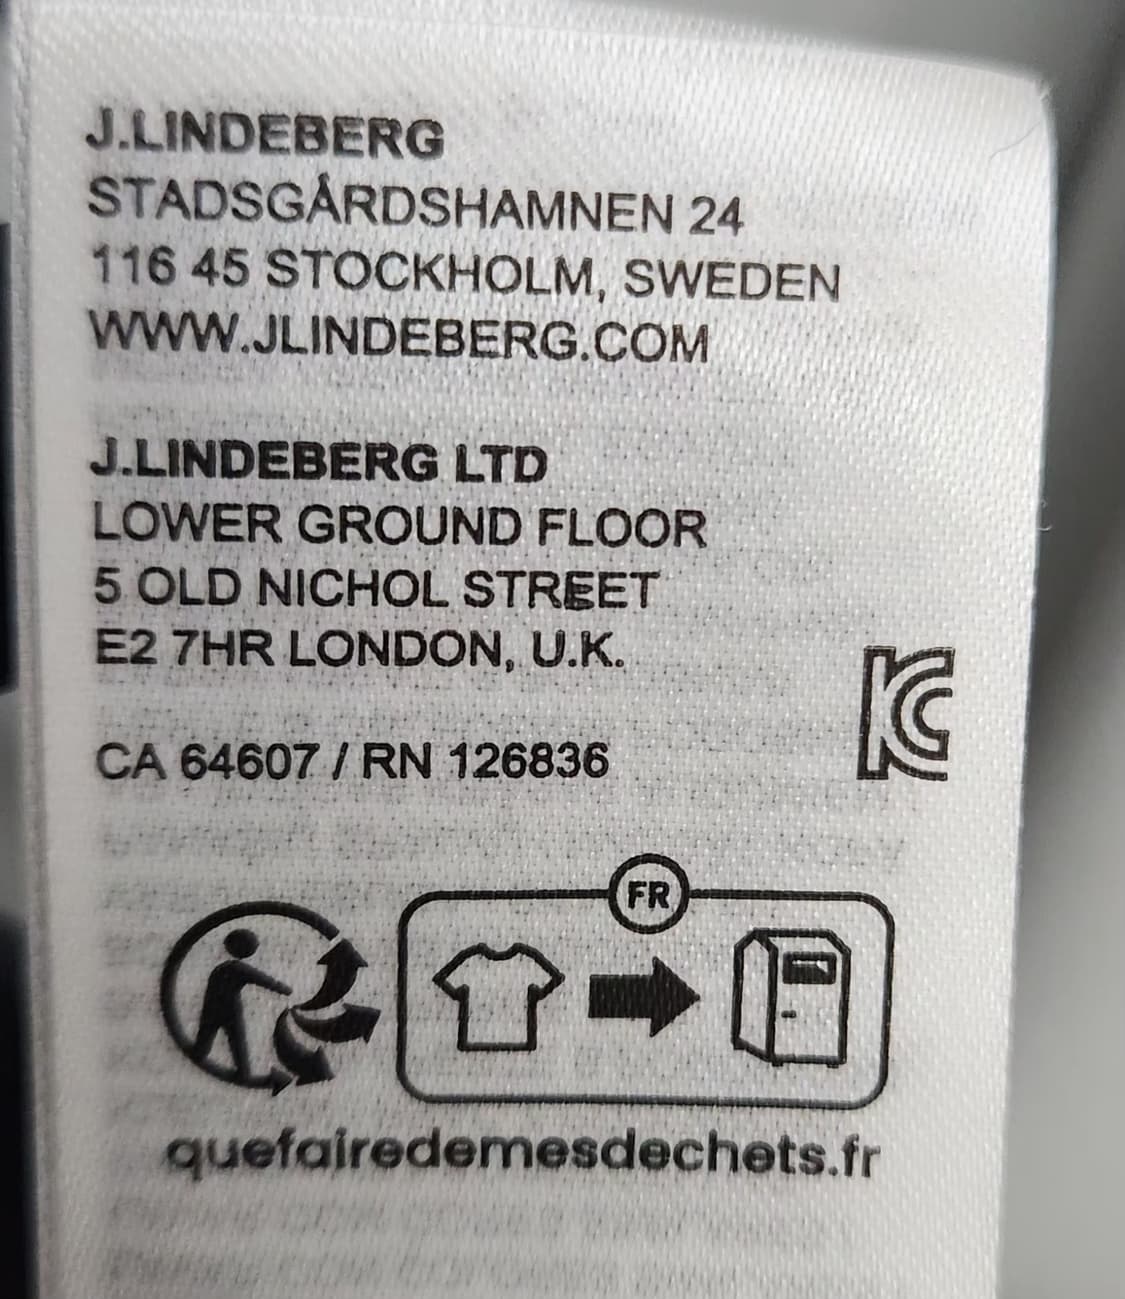 J.LINDEBERG
STADSGÅRDSHAMNEN 24
116 45 STOCKHOLM, SWEDEN
WWW.JLINDEBERG.COM
J.LINDEBERG LTD
LOWER GROUND FLOOR
5 OLD NICHOL STREET
E2 7HR LONDON, U.K.
KC
CA 64607 / RN 126836
FR
quefairedemesdechets.fr